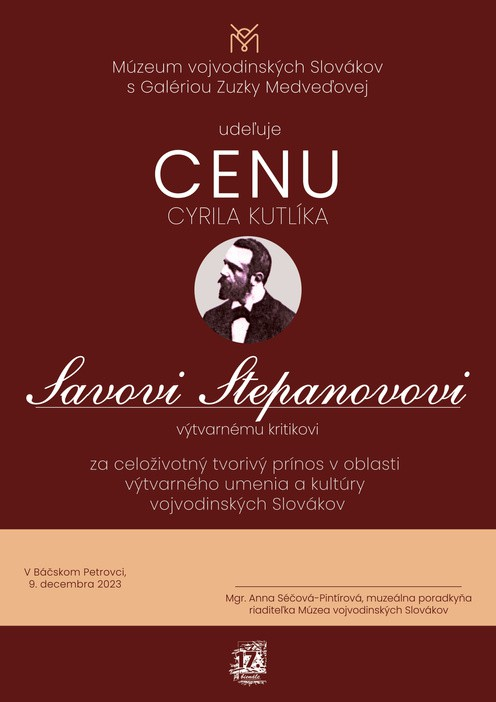 Múzeum vojvodinských Slovákov
s Galériou Zuzky Medveďovej
udeľuje
CENU
CYRILA KUTLÍKA
Savovi Stepanovovi
výtvarnému kritikovi
za celoživotný tvorivý prínos v oblasti
výtvarného umenia a kultúry
vojvodinských Slovákov
V Báčskom Petrovci,
9. decembra 2023
Mgr. Anna Séčová-Pintírová, muzeálna poradkyňa
riaditeľka Múzea vojvodinských Slovákov
17.
bienále